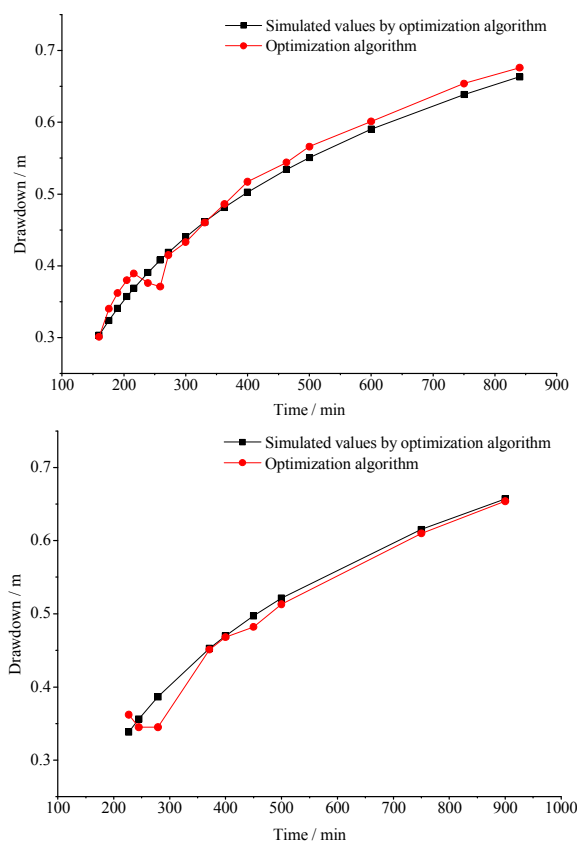 Simulated values by optimization algorithm
Optimization algorithm
0.7
0.6
0.5
0.4
0.3
Drawdown / m
100 200 300 400 500 600 700 800 900
Time / min
Simulated values by optimization algorithm
Optimization algorithm
0.7
0.6
0.5
0.4
0.3
Drawdown / m
100 200 300 400 500 600 700 800 900 1000
Time / min